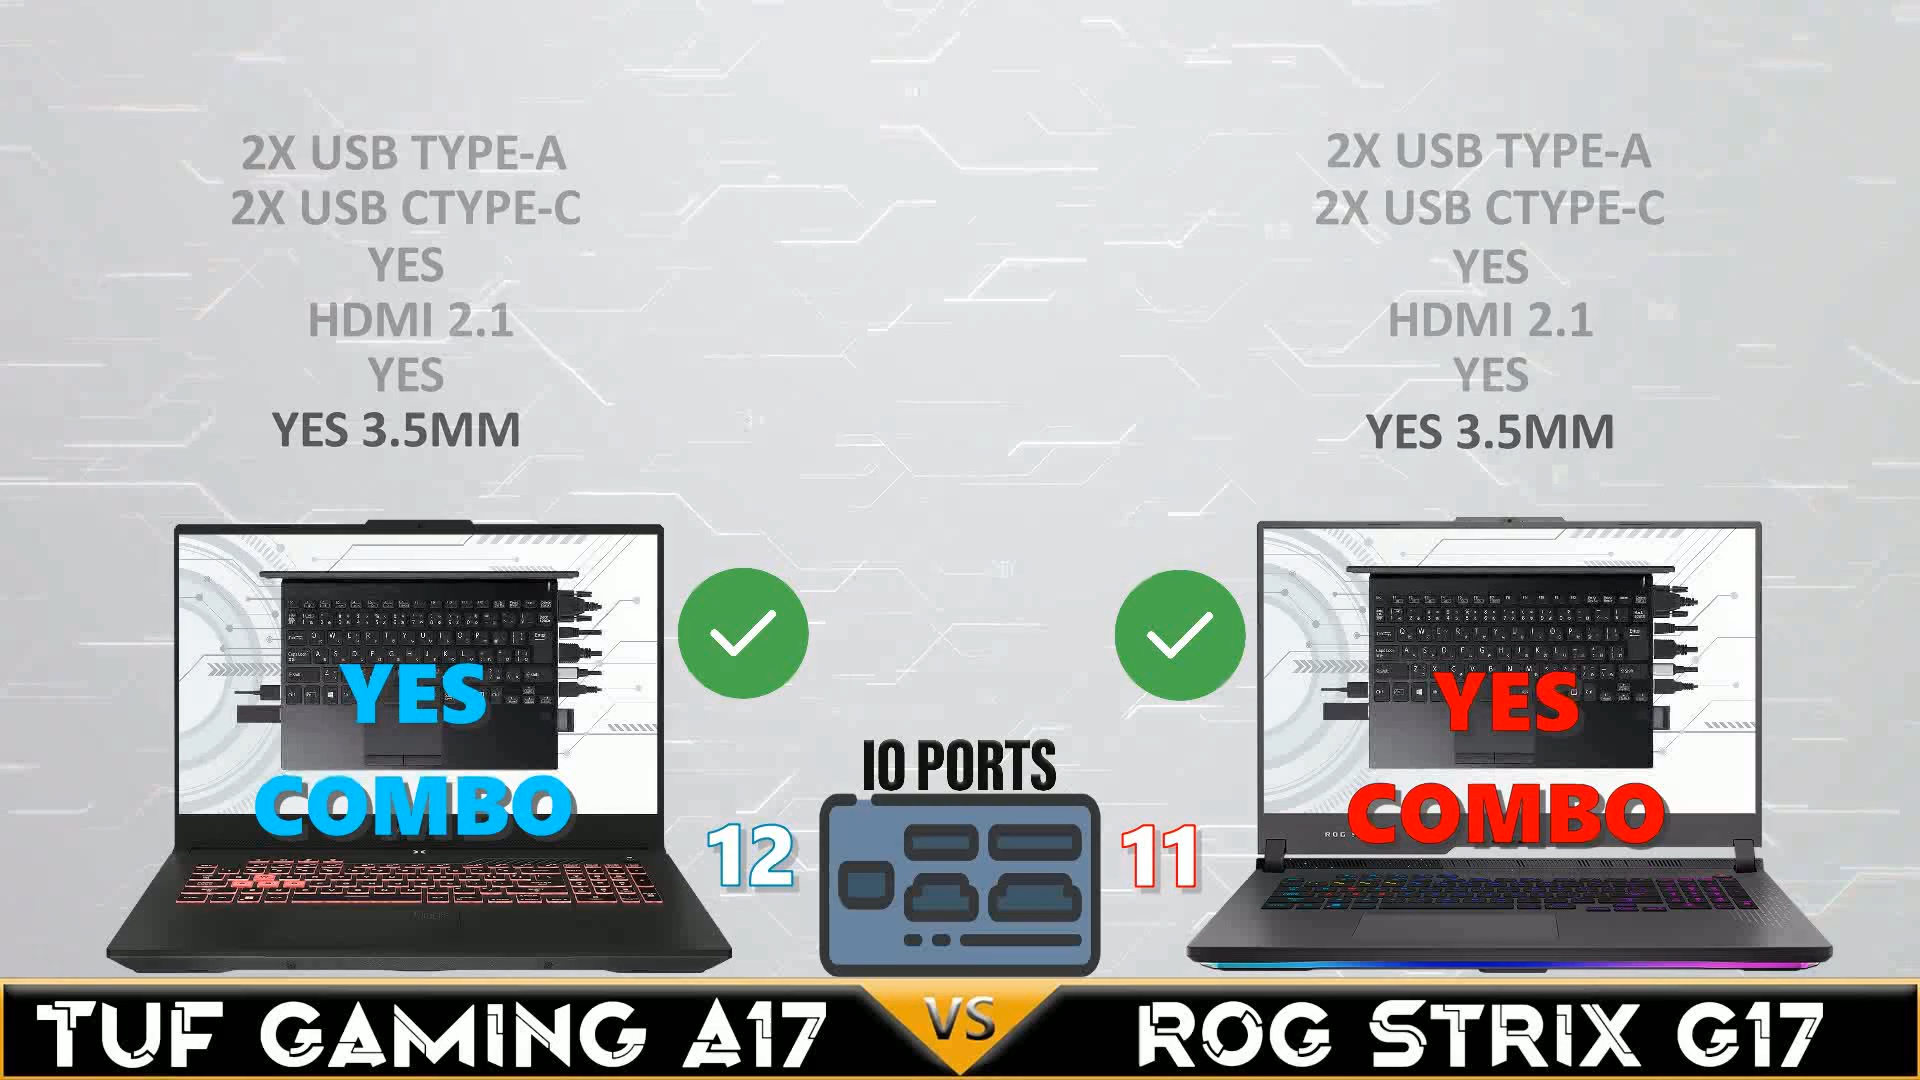 2X USB TYPE-A
2X USB CTYPE-C
YES
HDMI 2.1
YES
YES 3.5MM
2X USB TYPE-A
2X USB CTYPE-C
YES
HDMI 2.1
YES
YES 3.5MM
YES
COMBO
YES
COMBO
IO PORTS
12
11
ROG
TUF GAMING A17
VS
ROG STRIX G17